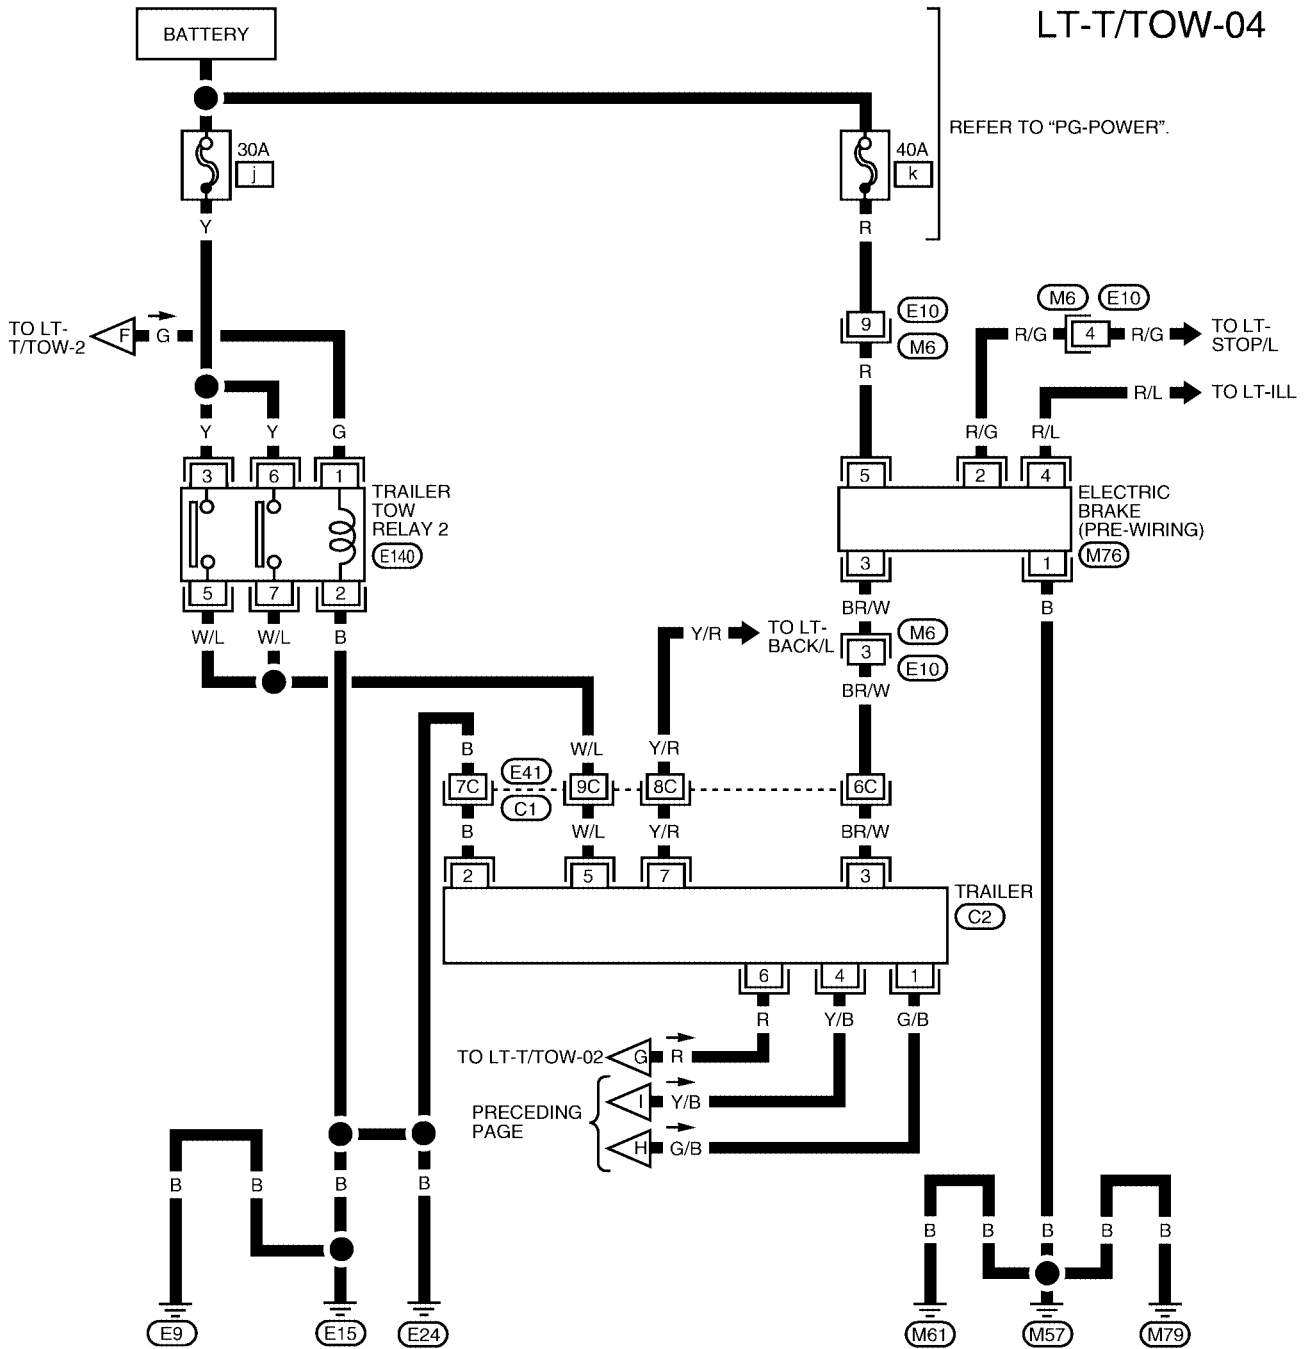 LT-T/TOW-04
BATTERY
REFER TO “PG-POWER”.
30A
j
40A
k
Y
R
M6
E10
E10
9
M6
TO LT-
T/TOW-2
F
G
R/G
4
R/G
TO LT-
STOP/L
R
R/L
TO LT-ILL
Y
Y
G
R/G
R/L
3
6
1
5
2
4
TRAILER
TOW
RELAY 2
E140
ELECTRIC
BRAKE
(PRE-WIRING)
M76
5
7
2
3
1
W/L
W/L
B
BR/W
B
Y/R
TO LT-
BACK/L
M6
3
E10
BR/W
B
W/L
Y/R
E41
7C
9C
8C
6C
C1
B
W/L
Y/R
BR/W
2
5
7
3
TRAILER
C2
6
4
1
R
Y/B
G/B
TO LT-T/TOW-02
G
R
PRECEDING
PAGE
I
Y/B
H
G/B
B
B
B
B
B
B
B
B
B
E9
E15
E24
M61
M57
M79